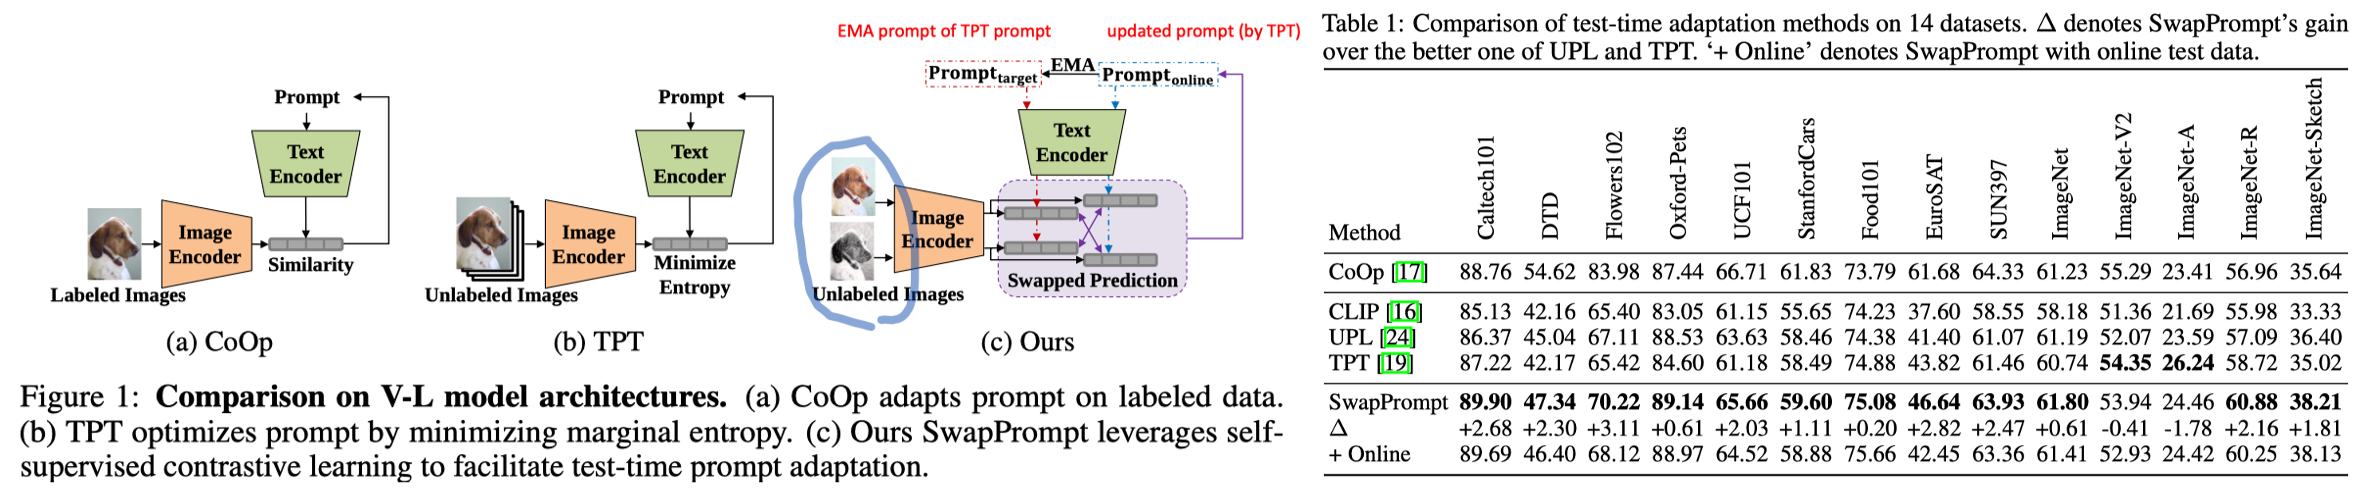 EMA prompt of TPT prompt
updated prompt (by TPT)
Prompt
Text
Encoder
Image
Encoder
Similarity
Labeled Images
(a) CoOp
Prompt
Text
Encoder
Image
Encoder
Minimize
Entropy
Unlabeled Images
(b) TPT
Prompt target
EMA
Prompt online
Text
Encoder
Image
Encoder
Swapped Prediction
Unlabeled Images
(c) Ours
Figure 1: Comparison on V-L model architectures. (a) CoOp adapts prompt on labeled data.
(b) TPT optimizes prompt by minimizing marginal entropy. (c) Ours SwapPrompt leverages self-
supervised contrastive learning to facilitate test-time prompt adaptation.
Table 1: Comparison of test-time adaptation methods on 14 datasets. Δ denotes SwapPrompt's gain
over the better one of UPL and TPT. '+ Online' denotes SwapPrompt with online test data.
Method Caltech101 DTD Flowers102 Oxford-Pets UCF101 StanfordCars Food101 EuroSAT SUN397 ImageNet ImageNet-V2 ImageNet-A ImageNet-R ImageNet-Sketch
CoOp [17] 88.76 54.62 83.98 87.44 66.71 61.83 73.79 61.68 64.33 61.23 55.29 23.41 56.96 35.64
CLIP [16] 85.13 42.16 65.40 83.05 61.15 55.65 74.23 37.60 58.55 58.18 51.36 21.69 55.98 33.33
UPL [24] 86.37 45.04 67.11 88.53 63.63 58.46 74.38 41.40 61.07 61.19 52.07 23.59 57.09 36.40
TPT [19] 87.22 42.17 65.42 84.60 61.18 58.49 74.88 43.82 61.46 60.74 54.35 26.24 58.72 35.02
SwapPrompt 89.90 47.34 70.22 89.14 65.66 59.60 75.08 46.64 63.93 61.80 53.94 24.46 60.88 38.21
Δ +2.68 +2.30 +3.11 +0.61 +2.03 +1.11 +0.20 +2.82 +2.47 +0.61 -0.41 -1.78 +2.16 +1.81
+ Online 89.69 46.40 68.12 88.97 64.52 58.88 75.66 42.45 63.36 61.41 52.93 24.42 60.25 38.13